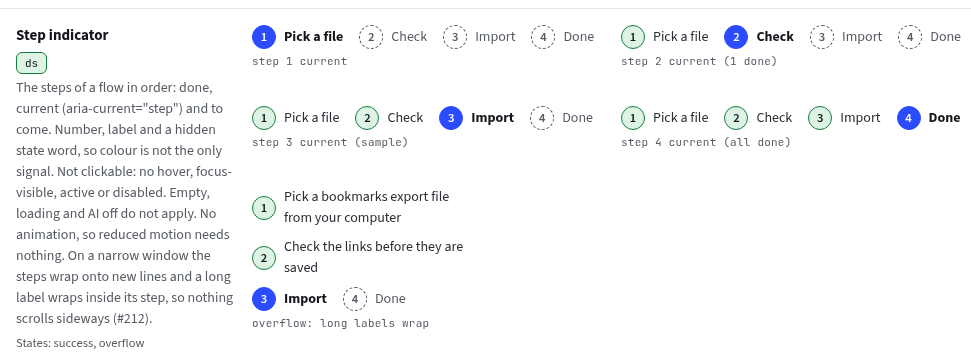 Step indicator
ds
The steps of a flow in order: done,
current (aria-current="step") and to
come. Number, label and a hidden
state word, so colour is not the only
signal. Not clickable: no hover, focus-
visible, active or disabled. Empty,
loading and AI off do not apply. No
animation, so reduced motion needs
nothing. On a narrow window the
steps wrap onto new lines and a long
label wraps inside its step, so nothing
scrolls sideways (#212).
States: success, overflow
1 Pick a file 2 Check 3 Import 4 Done
step 1 current
1 Pick a file 2 Check 3 Import 4 Done
step 2 current (1 done)
1 Pick a file 2 Check 3 Import 4 Done
step 3 current (sample)
1 Pick a file 2 Check 3 Import 4 Done
step 4 current (all done)
1 Pick a bookmarks export file
from your computer
2 Check the links before they are
saved
3 Import 4 Done
overflow: long labels wrap